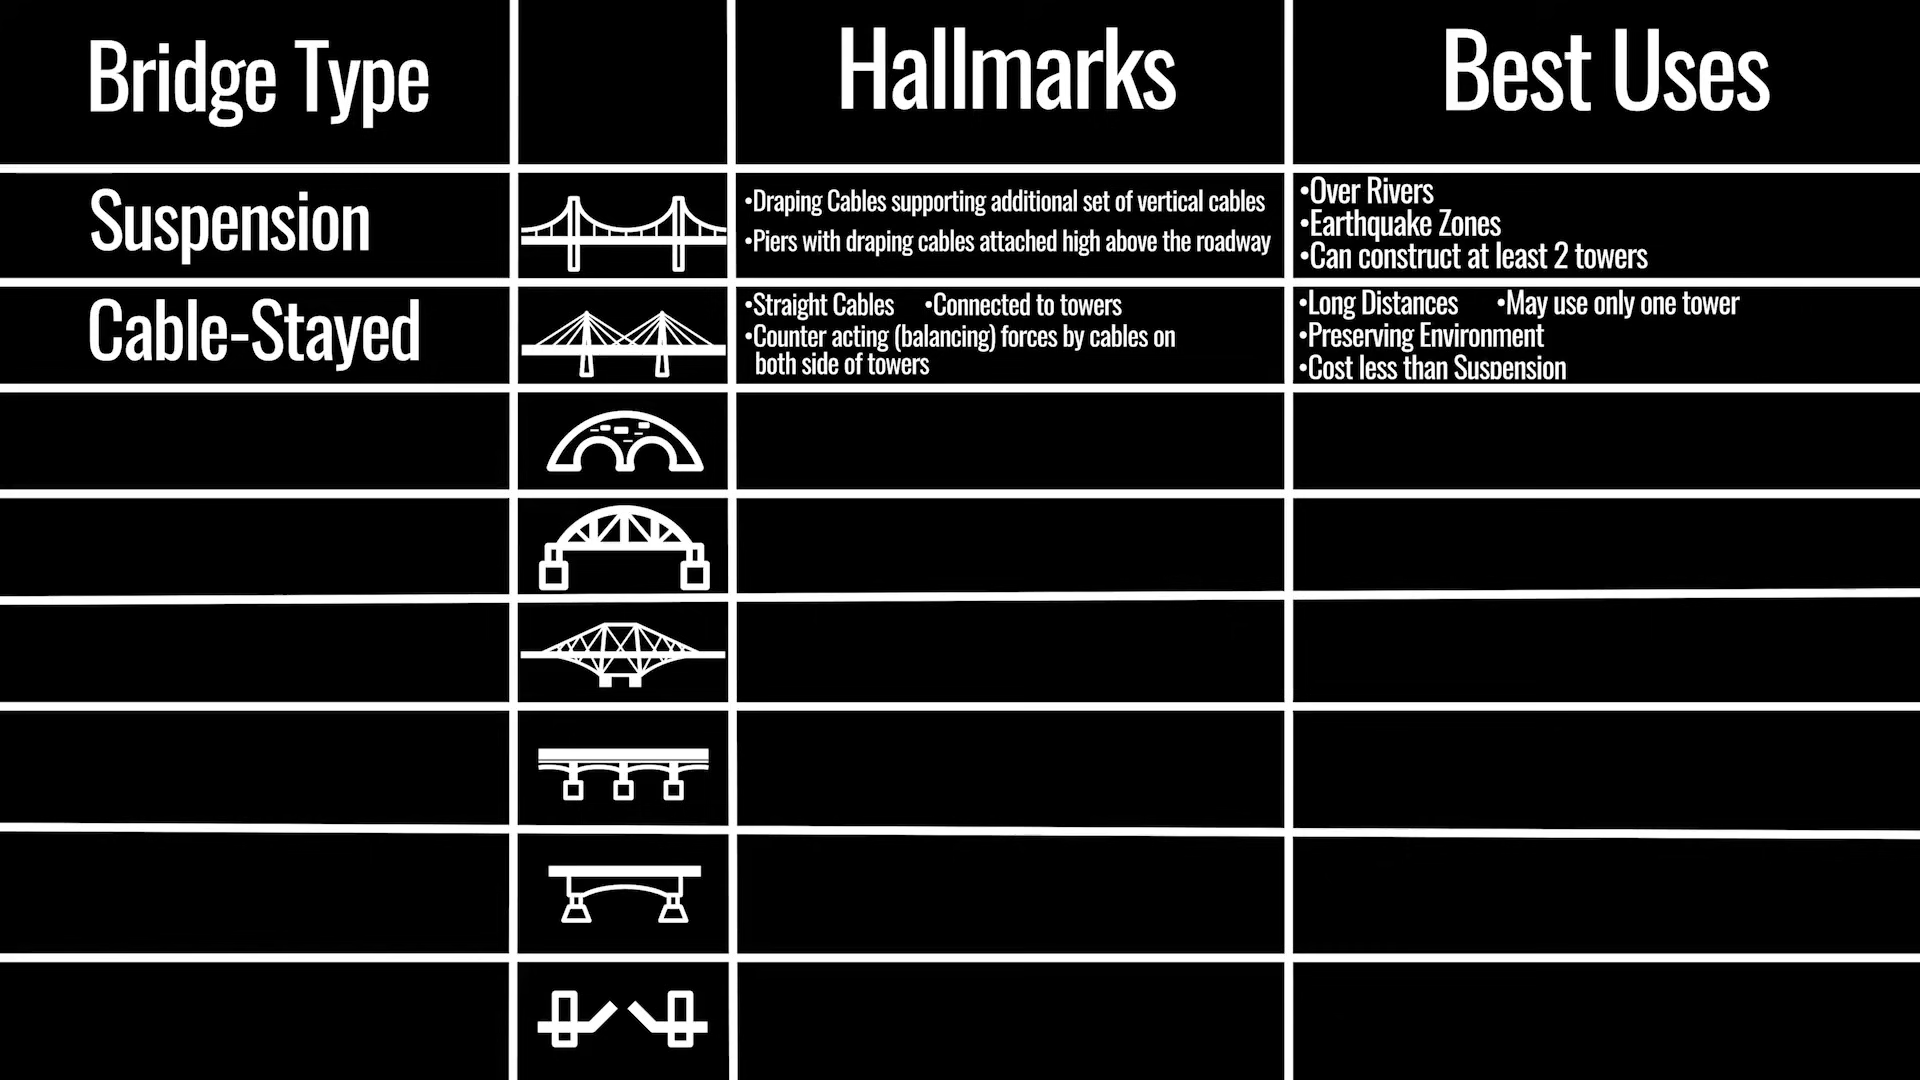 Bridge Type
Hallmarks
Best Uses
Suspension
•Draping Cables supporting additional set of vertical cables
•Piers with draping cables attached high above the roadway
•Over Rivers
•Earthquake Zones
•Can construct at least 2 towers
Cable-Stayed
•Straight Cables •Connected to towers
•Counter acting (balancing) forces by cables on
both side of towers
•Long Distances •May use only one tower
•Preserving Environment
•Cost less than Suspension